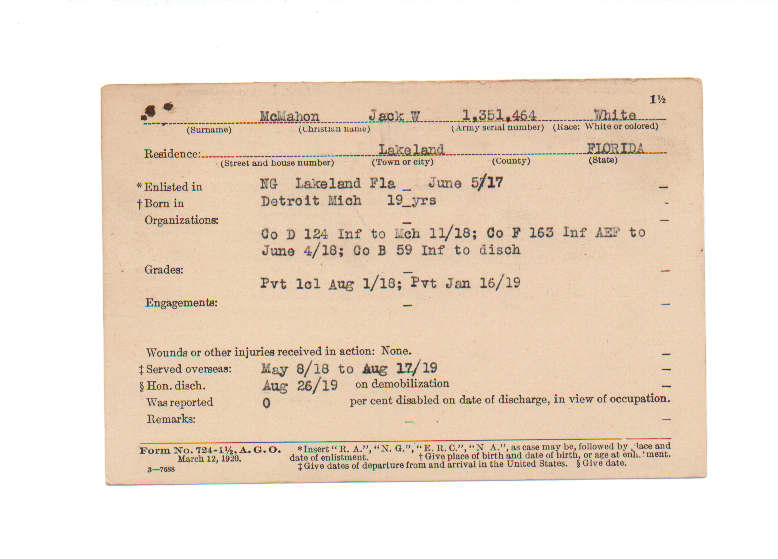 1½
McMahon Jack W 1,351,464 White
(Surname) (Christian name) (Army serial number) (Race: White or colored)
Residence: Lakeland FLORIDA
(Street and house number) (Town or city) (County) (State)
*Enlisted in NG Lakeland Fla _ June 5/17 –
†Born in Detroit Mich 19_yrs -
Organizations: – –
Co D 124 Inf to Mch 11/18; Co F 163 Inf AEF to
June 4/18; Co B 59 Inf to disch
Grades: – –
Pvt 1cl Aug 1/18; Pvt Jan 16/19
Engagements: – –
Wounds or other injuries received in action: None. –
‡Served overseas: May 8/18 to Aug 17/19 –
§Hon. disch. Aug 26/19 on demobilization –
Was reported 0 per cent disabled on date of discharge, in view of occupation.
Remarks: – –
Form No. 724-1½, A. G. O. *Insert "R. A.", "N. G.", "E. R. C.", "N. A.", as case may be, followed by place and
March 12, 1920. date of enlistment. †Give place of birth and date of birth, or age at enlistment.
3—7688 ‡Give dates of departure from and arrival in the United States. §Give date.